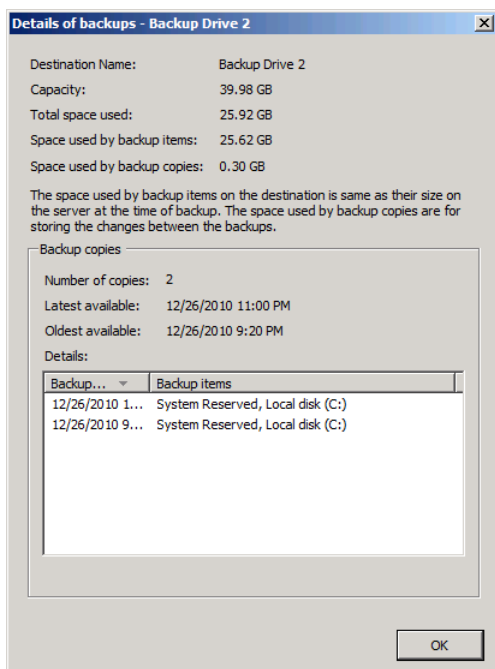 Details of backups - Backup Drive 2
Destination Name: Backup Drive 2
Capacity: 39.98 GB
Total space used: 25.92 GB
Space used by backup items: 25.62 GB
Space used by backup copies: 0.30 GB
The space used by backup items on the destination is same as their size on
the server at the time of backup. The space used by backup copies are for
storing the changes between the backups.
Backup copies
Number of copies: 2
Latest available: 12/26/2010 11:00 PM
Oldest available: 12/26/2010 9:20 PM
Details:
Backup... Backup items
12/26/2010 1... System Reserved, Local disk (C:)
12/26/2010 9... System Reserved, Local disk (C:)
OK